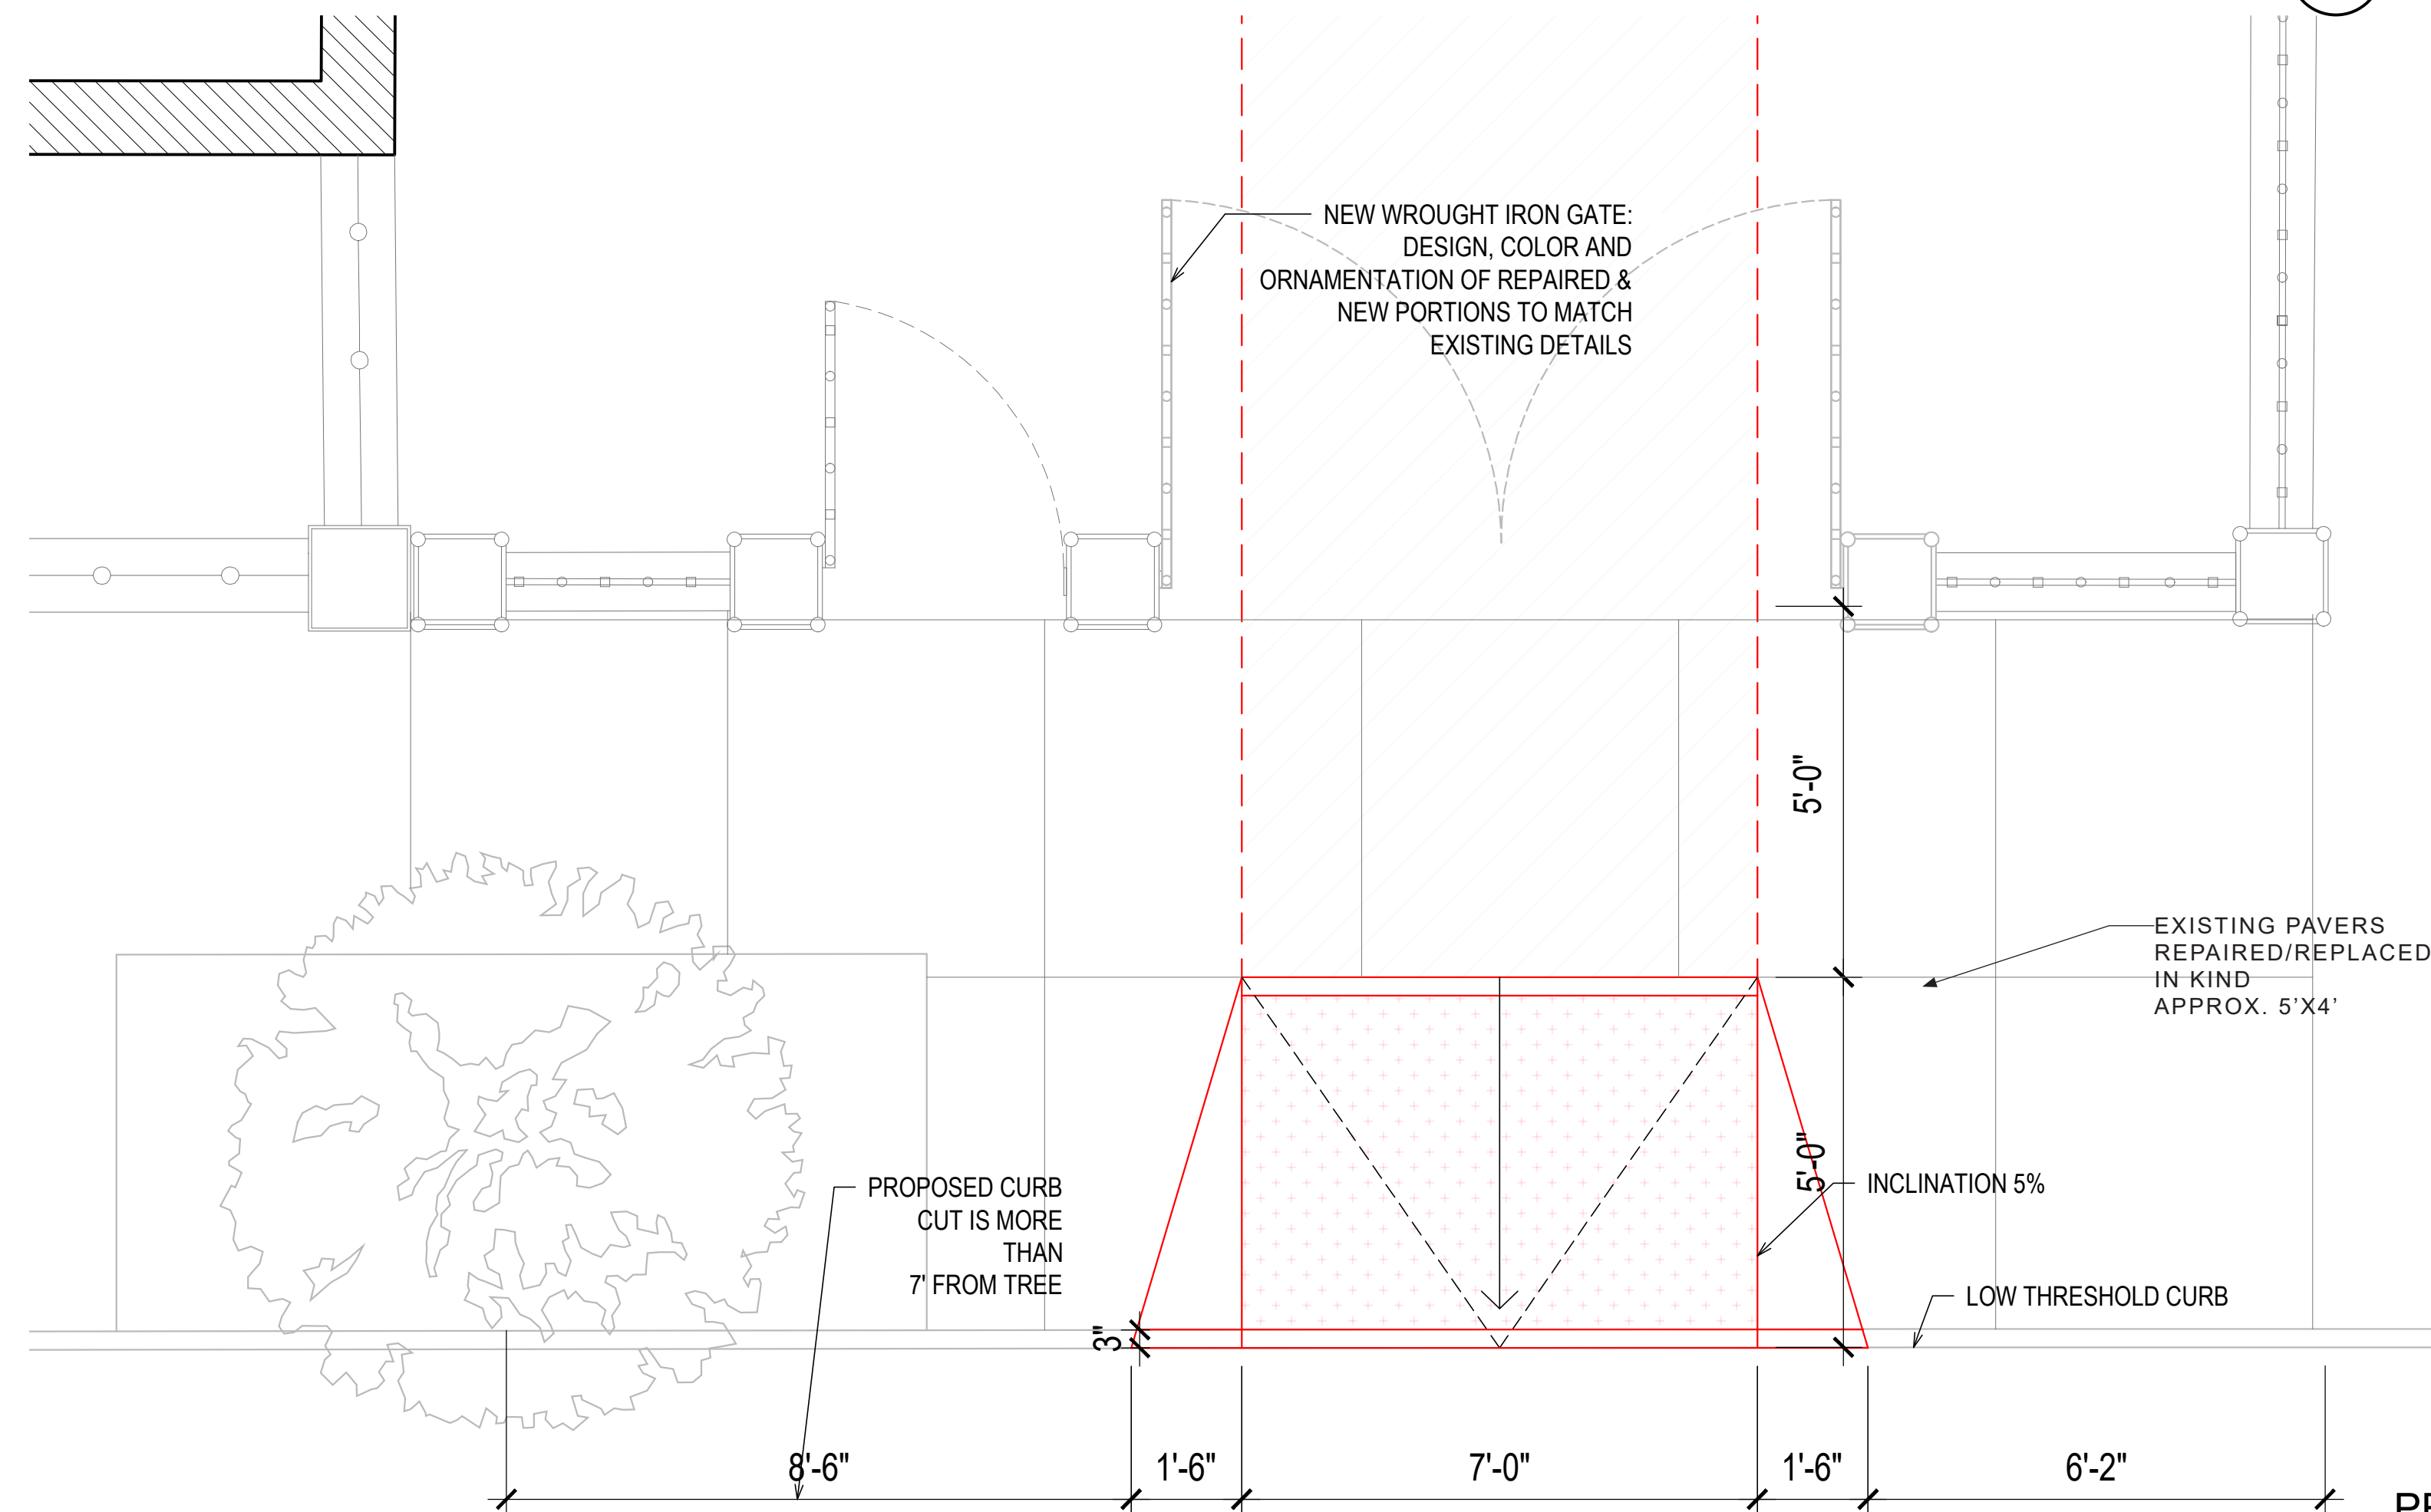 NEW WROUGHT IRON GATE:
DESIGN, COLOR AND
ORNAMENTATION OF REPAIRED &
NEW PORTIONS TO MATCH
EXISTING DETAILS
5'-0"
EXISTING PAVERS
REPAIRED/REPLACED
IN KIND
APPROX. 5'X4'
5'-0"
INCLINATION 5%
PROPOSED CURB
CUT IS MORE
THAN
7' FROM TREE
LOW THRESHOLD CURB
3"
8'-6"
1'-6"
7'-0"
1'-6"
6'-2"